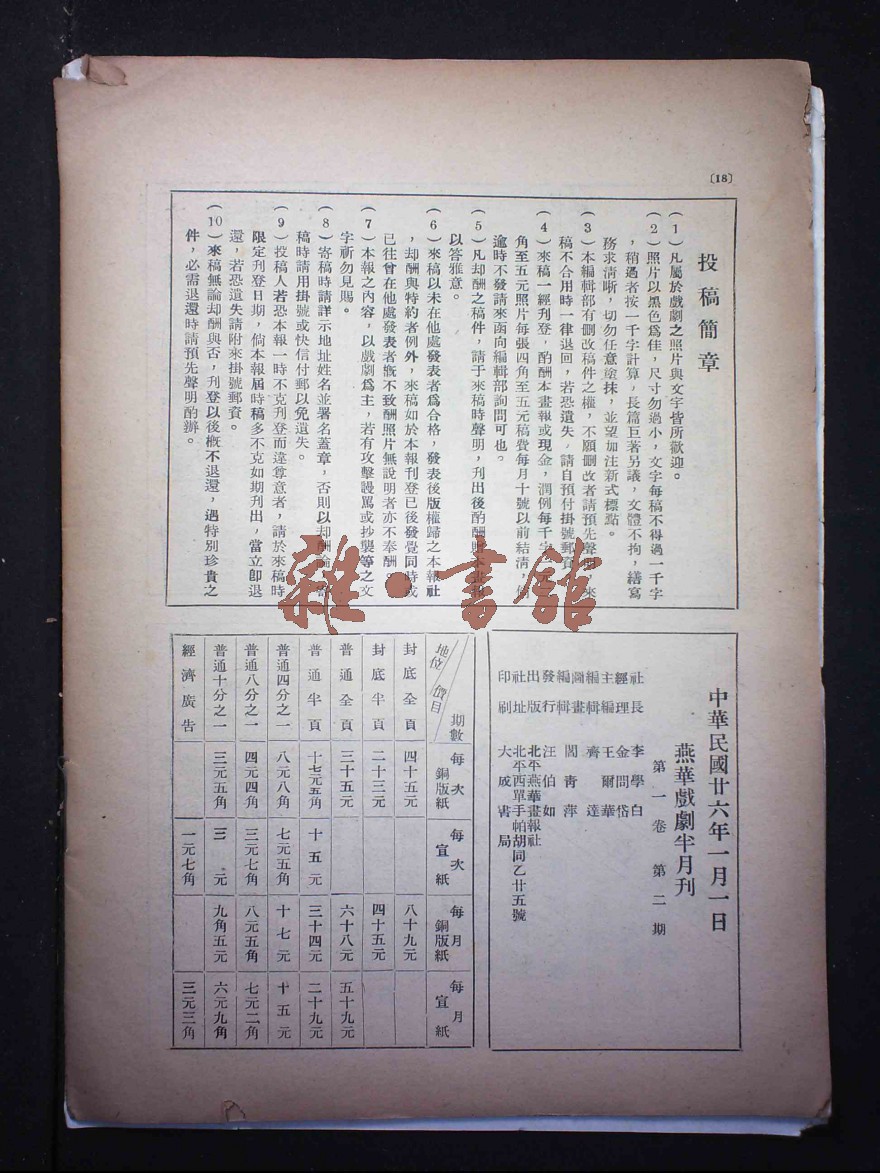 〔18〕
投稿簡章
(1)凡屬於戲劇之照片與文字皆所歡迎。
(2)照片以黑色爲佳，尺寸勿過小，文字每稿不得過一千字
，稍過者按一千字計算，長篇巨著另議，文體不拘，繕寫
務求清晰，切勿任意塗抹，並望加注新式標點。
(3)本編輯部有刪改稿件之權，不願刪改者請預先聲明，來
稿不合用時一律退回，若恐遺失，請自預付掛號郵資
(4)來稿一經刊登，酌酬本畫報或現金，潤例每千字
角至五元照片每張四角至五元稿費每月十號以前結清，
逾時不發請來函向編輯部詢問可也。
(5)凡却酬之稿件，請于來稿時聲明，刋出後酌酬贈本畫報
以答雅意。
(6)來稿以未在他處發表者爲合格，發表後版權歸之本報社
，却酬與特約者例外，來稿如於本報刊登已後發覺同時或
已往曾在他處發表者概不致酬照片無說明者亦不奉酬。
(7)本報之內容，以戲劇爲主，若有攻擊謾罵或抄襲等之文
字祈勿見賜。
(8)寄稿時請詳示地址姓名並署名蓋章，否則以却酬論，寄
稿時請用掛號或快信付郵以免遺失。
(9)投稿人若恐本報一時不克刋登而違尊意者，請於來稿時
限定刋登日期，倘本報屆時稿多不克如期刋出，當立即退
還，若恐遺失請附來掛號郵資。
(10)來稿無論却酬與否，刋登以後概不退還，遇特別珍貴之
件，必需退還時請預先聲明酌辦。
雜·書館
中華民國廿六年一月一日
燕華戲劇半月刊
第一卷 第二期
社長 李學白
經理 金問岱
主編 王爾華
編輯 齊達
圖畫編輯 閻靑萍
發行 汪伯如
出版 北平燕華畫報社
社址 北平西單手帕胡同乙廿五號
印刷 大成書局
地位 價目 期數 每次銅版紙 每次宣紙 每月銅版紙 每月宣紙
封底全頁 四十五元 八十九元
封底半頁 二十三元 四十五元
普通全頁 三十五元 六十八元 五十九元
普通半頁 十七元五角 十五元 三十四元 二十九元
普通四分之一 八元八角 七元五角 十七元 十五元
普通八分之一 四元四角 三元七角 八元五角 七元二角
普通十分之一 三元五角 三元 九角五元 六元九角
經濟廣告 一元七角 三元三角